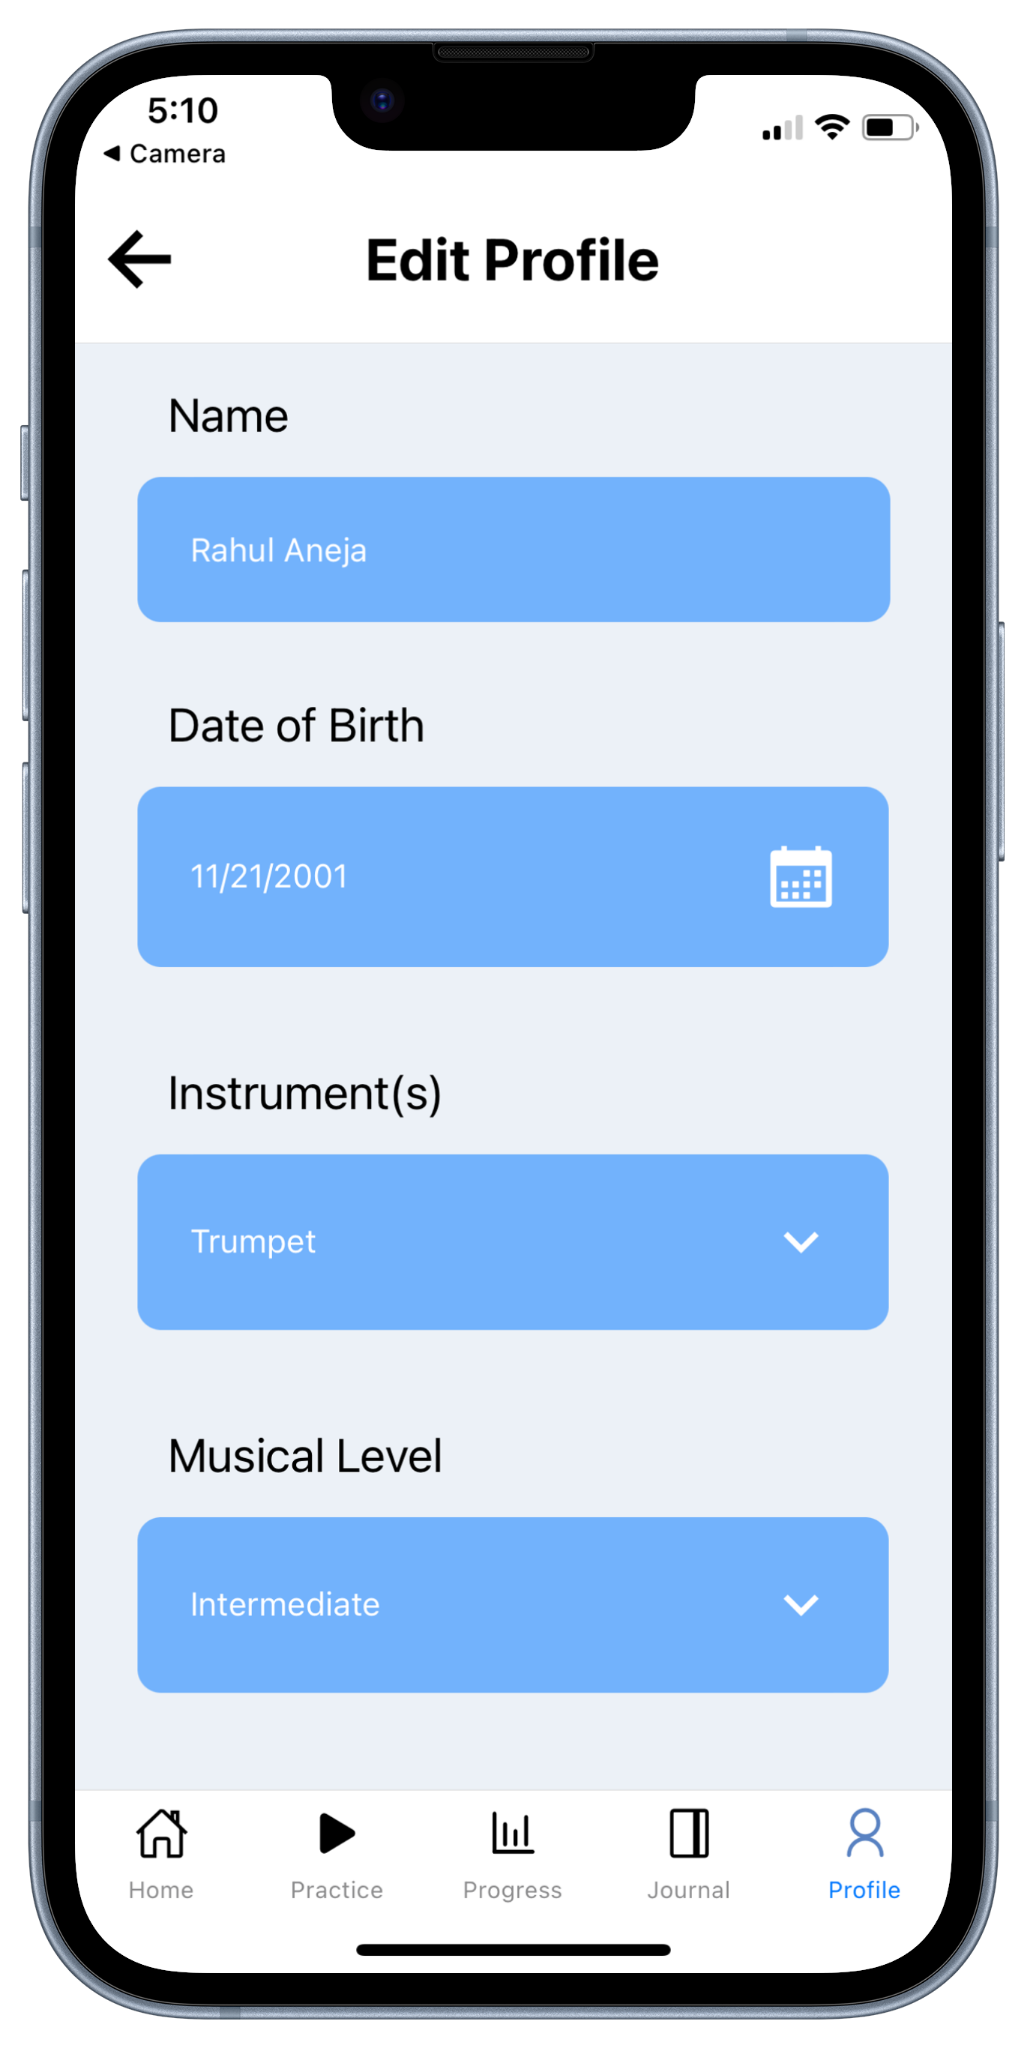 5:10
Camera
Edit Profile
Name
Rahul Aneja
Date of Birth
11/21/2001
Instrument(s)
Trumpet
Musical Level
Intermediate
Home Practice Progress Journal Profile